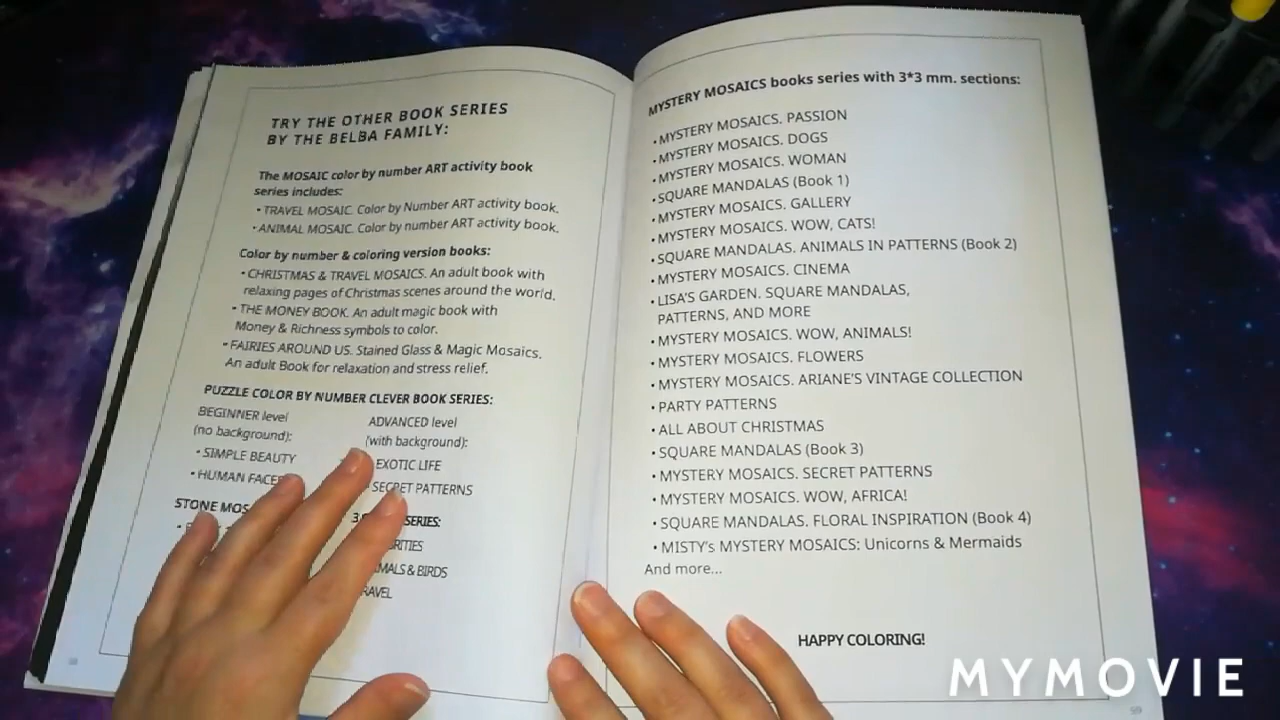 TRY THE OTHER BOOK SERIES
BY THE BELBA FAMILY:
The MOSAIC color by number ART activity book
series includes:
• TRAVEL MOSAIC. Color by Number ART activity book.
• ANIMAL MOSAIC. Color by number ART activity book.
Color by number & coloring version books:
• CHRISTMAS & TRAVEL MOSAICS. An adult book with
relaxing pages of Christmas scenes around the world.
• THE MONEY BOOK. An adult magic book with
Money & Richness symbols to color.
• FAIRIES AROUND US. Stained Glass & Magic Mosaics.
An adult Book for relaxation and stress relief.
PUZZLE COLOR BY NUMBER CLEVER BOOK SERIES:
BEGINNER level
(no background):
• SIMPLE BEAUTY
• HUMAN
ADVANCED level
(with background):
EXOTIC LIFE
SECRET PATTERNS
STONE
SERIES:
& BIRDS
MYSTERY MOSAICS books series with 3*3 mm. sections:
• MYSTERY MOSAICS. PASSION
• MYSTERY MOSAICS. DOGS
• MYSTERY MOSAICS. WOMAN
• SQUARE MANDALAS (Book 1)
• MYSTERY MOSAICS. GALLERY
• MYSTERY MOSAICS. WOW, CATS!
• SQUARE MANDALAS. ANIMALS IN PATTERNS (Book 2)
• MYSTERY MOSAICS. CINEMA
• LISA'S GARDEN. SQUARE MANDALAS,
PATTERNS, AND MORE
• MYSTERY MOSAICS. WOW, ANIMALS!
• MYSTERY MOSAICS. FLOWERS
• MYSTERY MOSAICS. ARIANE'S VINTAGE COLLECTION
• PARTY PATTERNS
• ALL ABOUT CHRISTMAS
• SQUARE MANDALAS (Book 3)
• MYSTERY MOSAICS. SECRET PATTERNS
• MYSTERY MOSAICS. WOW, AFRICA!
• SQUARE MANDALAS. FLORAL INSPIRATION (Book 4)
• MISTY's MYSTERY MOSAICS: Unicorns & Mermaids
And more...
HAPPY COLORING!
MYMOVIE